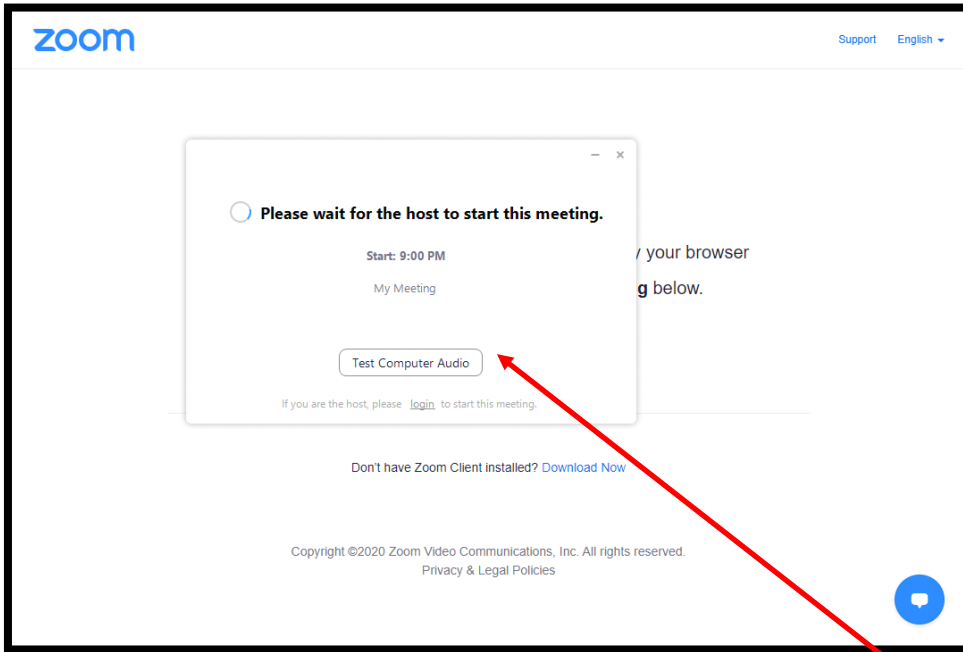 zoom
Support English
Please wait for the host to start this meeting.
Start: 9:00 PM
My Meeting
your browser
below.
Test Computer Audio
If you are the host, please login to start this meeting.
Don't have Zoom Client installed? Download Now
Copyright ©2020 Zoom Video Communications, Inc. All rights reserved.
Privacy & Legal Policies